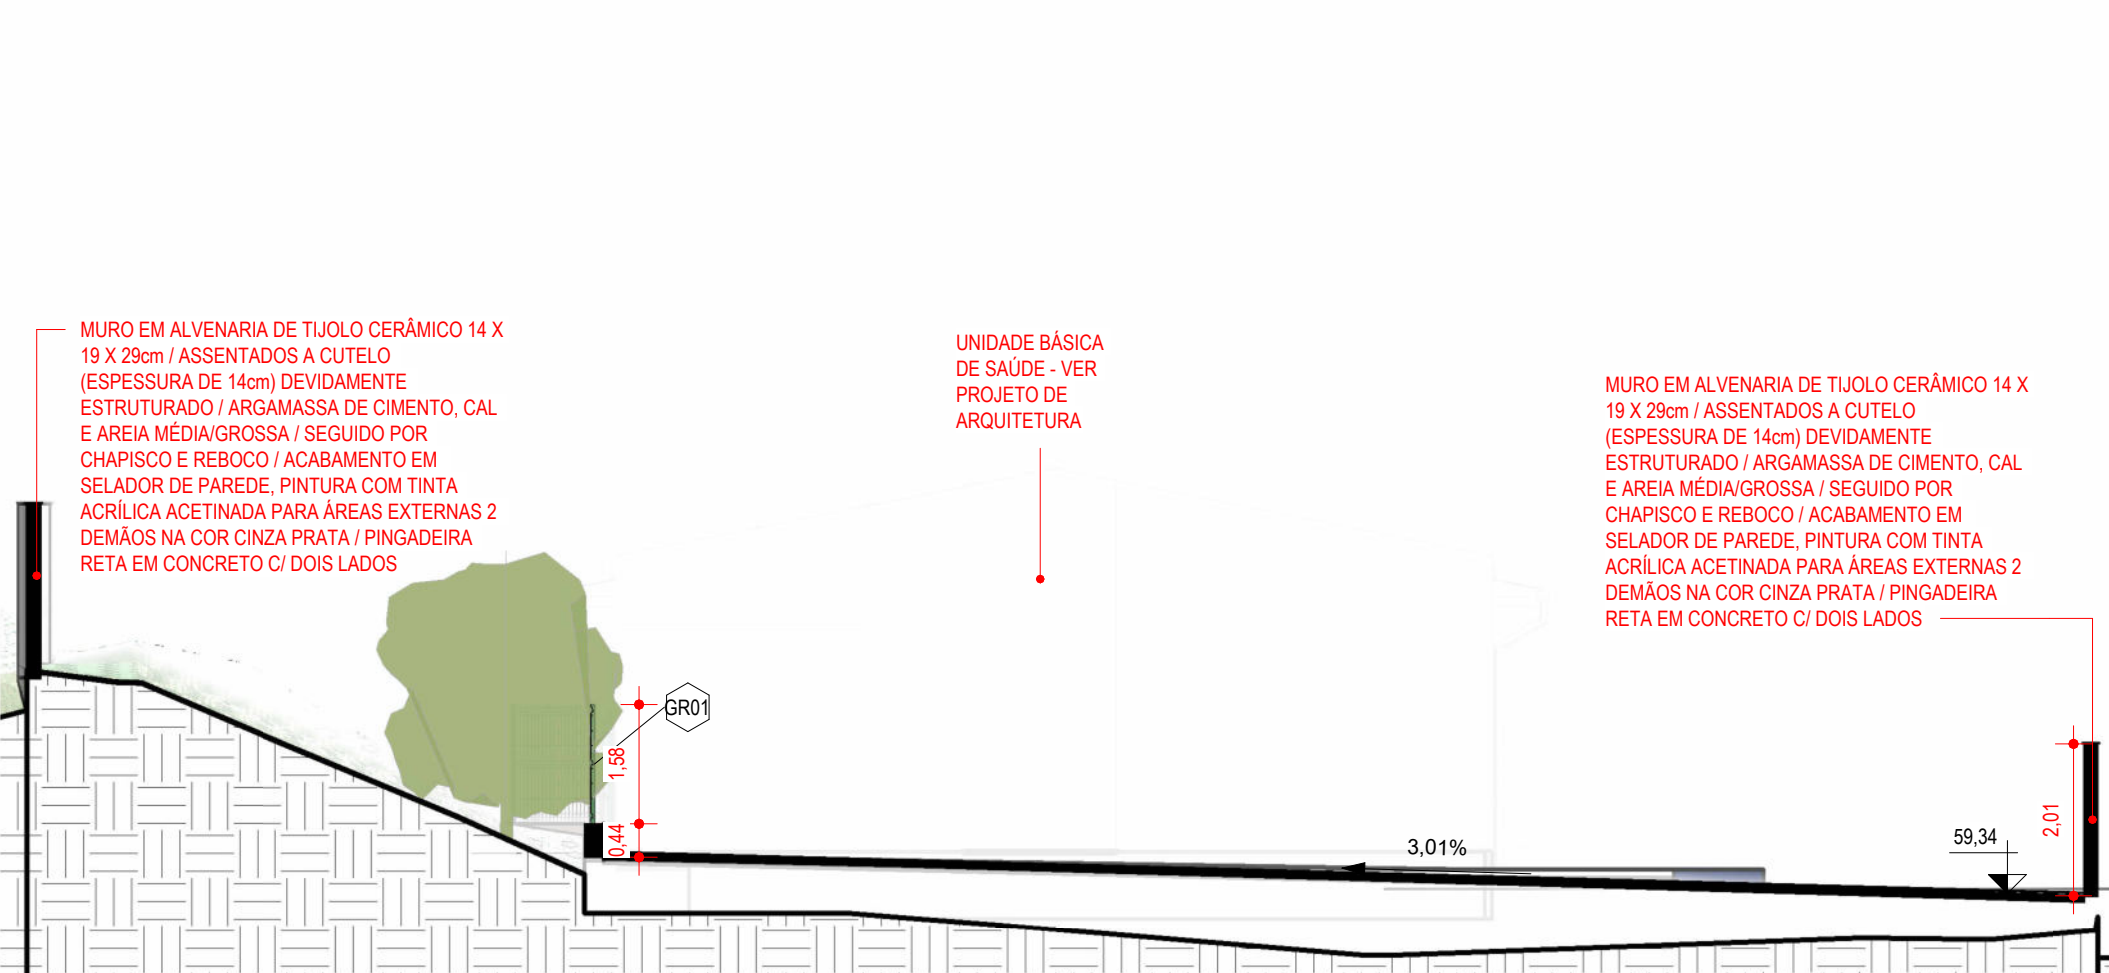 MURO EM ALVENARIA DE TIJOLO CERÂMICO 14 X
19 X 29cm / ASSENTADOS A CUTELO
(ESPESSURA DE 14cm) DEVIDAMENTE
ESTRUTURADO / ARGAMASSA DE CIMENTO, CAL
E AREIA MÉDIA/GROSSA / SEGUIDO POR
CHAPISCO E REBOCO / ACABAMENTO EM
SELADOR DE PAREDE, PINTURA COM TINTA
ACRÍLICA ACETINADA PARA ÁREAS EXTERNAS 2
DEMÃOS NA COR CINZA PRATA / PINGADEIRA
RETA EM CONCRETO C/ DOIS LADOS
UNIDADE BÁSICA
DE SAÚDE - VER
PROJETO DE
ARQUITETURA
MURO EM ALVENARIA DE TIJOLO CERÂMICO 14 X
19 X 29cm / ASSENTADOS A CUTELO
(ESPESSURA DE 14cm) DEVIDAMENTE
ESTRUTURADO / ARGAMASSA DE CIMENTO, CAL
E AREIA MÉDIA/GROSSA / SEGUIDO POR
CHAPISCO E REBOCO / ACABAMENTO EM
SELADOR DE PAREDE, PINTURA COM TINTA
ACRÍLICA ACETINADA PARA ÁREAS EXTERNAS 2
DEMÃOS NA COR CINZA PRATA / PINGADEIRA
RETA EM CONCRETO C/ DOIS LADOS
GR01
1,58
0,44
3,01%
59,34
2,01